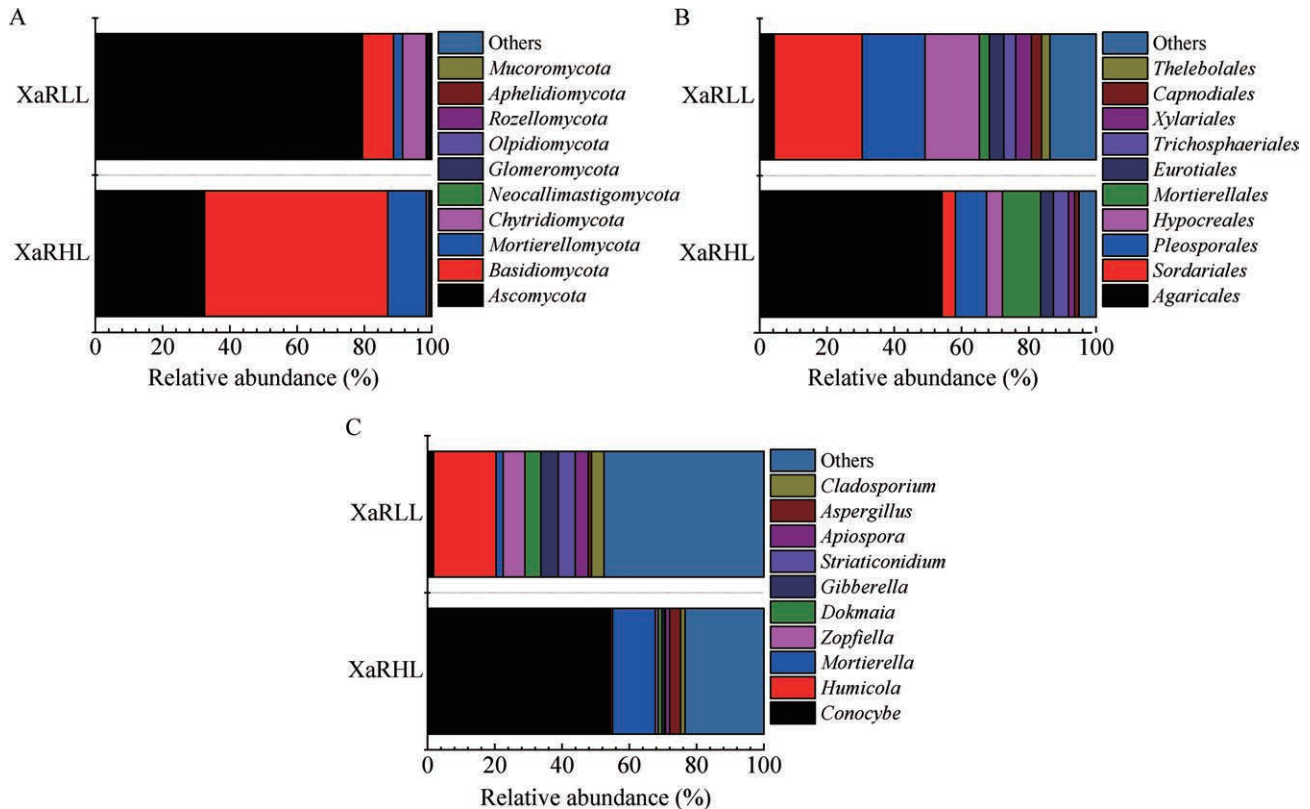 A
XaRLL
XaRHL
0 20 40 60 80 100
Relative abundance (%)
Others
Mucoromycota
Aphelidiomycota
Rozellomycota
Olpidiomycota
Glomeromycota
Neocallimastigomycota
Chytridiomycota
Mortierellomycota
Basidiomycota
Ascomycota
B
XaRLL
XaRHL
0 20 40 60 80 100
Relative abundance (%)
Others
Thelebolales
Capnodiales
Xylariales
Trichosphaeriales
Eurotiales
Mortierellales
Hypocreales
Pleosporales
Sordariales
Agaricales
C
XaRLL
XaRHL
0 20 40 60 80 100
Relative abundance (%)
Others
Cladosporium
Aspergillus
Apiospora
Striaticonidium
Gibberella
Dokmaia
Zopfiella
Mortierella
Humicola
Conocybe